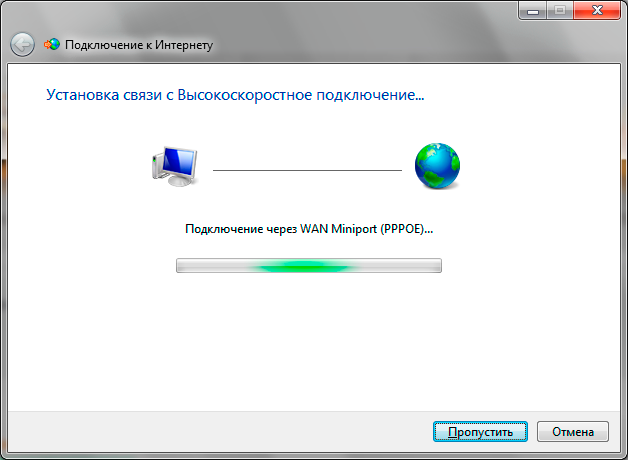 Подключение к Интернету
Установка связи с Высокоскоростное подключение...
Подключение через WAN Miniport (PPPOE)...
Пропустить
Отмена